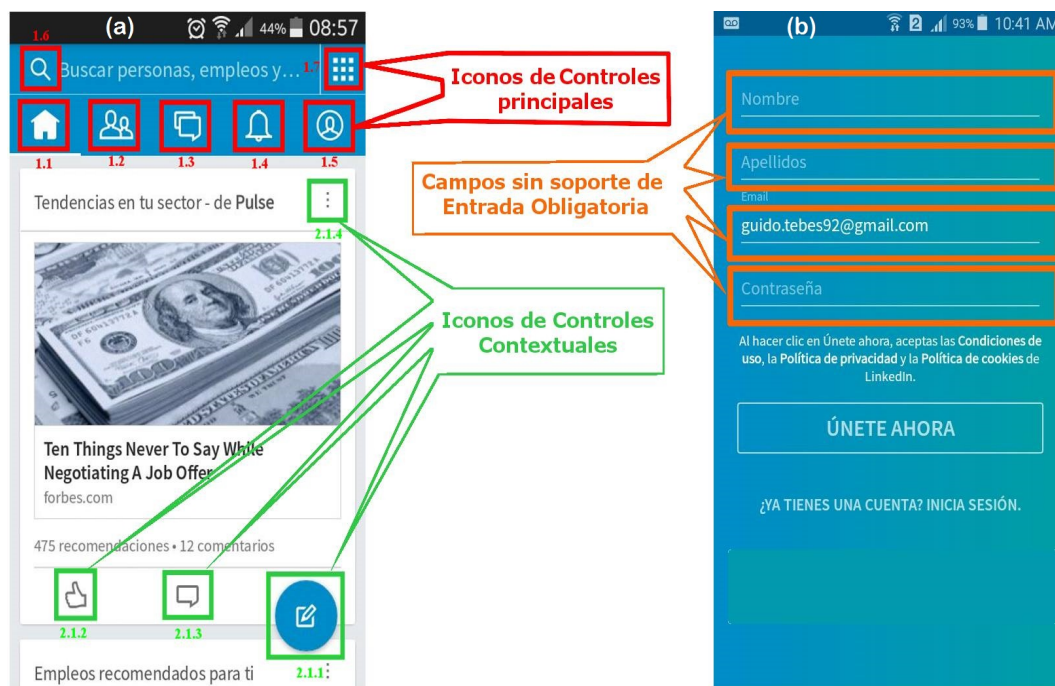 (a)
44% 08:57
1.6
Buscar personas, empleos y...
1.7
1.1
1.2
1.3
1.4
1.5
Tendencias en tu sector - de Pulse
2.1.4
Ten Things Never To Say While
Negotiating A Job Offer
forbes.com
475 recomendaciones • 12 comentarios
2.1.2
2.1.3
2.1.1
Empleos recomendados para ti
Iconos de Controles
principales
Campos sin soporte de
Entrada Obligatoria
Iconos de Controles
Contextuales
(b)
2 93% 10:41 AM
Nombre
Apellidos
Email
guido.tebes92@gmail.com
Contraseña
Al hacer clic en Únete ahora, aceptas las Condiciones de
uso, la Política de privacidad y la Política de cookies de
LinkedIn.
ÚNETE AHORA
¿YA TIENES UNA CUENTA? INICIA SESIÓN.